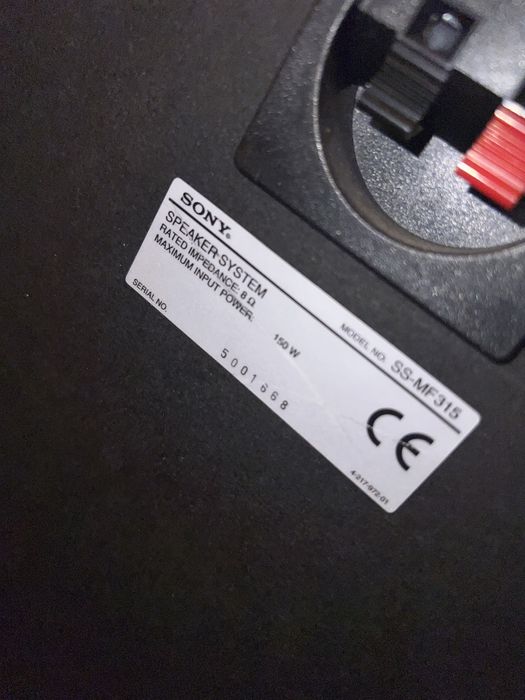 SONY®
SPEAKER SYSTEM
MODEL NO. SS-MF315
RATED IMPEDANCE: 8 Ω
MAXIMUM INPUT POWER: 150 W
SERIAL NO. 5001668
CE
4-217-972-01